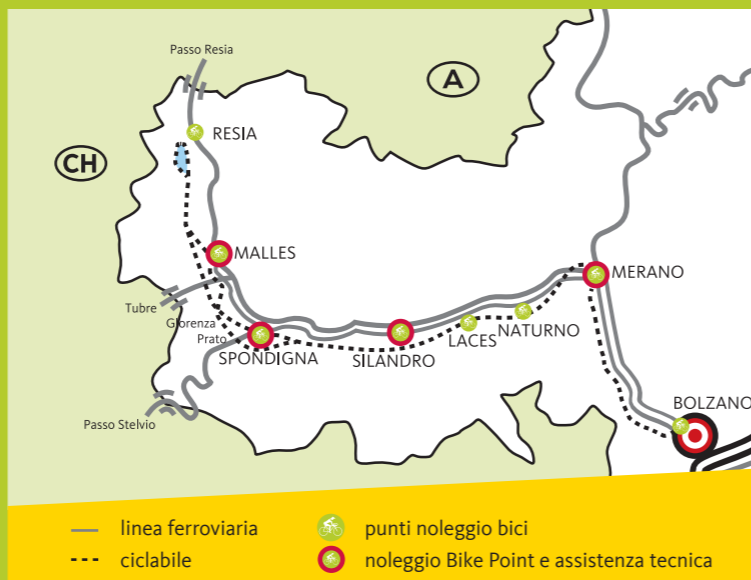 Passo Resia
A
RESIA
CH
MALLES
MERANO
Tubre
Glorenza
Prato
SPONDIGNA
SILANDRO
LACES
NATURNO
BOLZANO
Passo Stelvio
linea ferroviaria
punti noleggio bici
ciclabile
noleggio Bike Point e assistenza tecnica